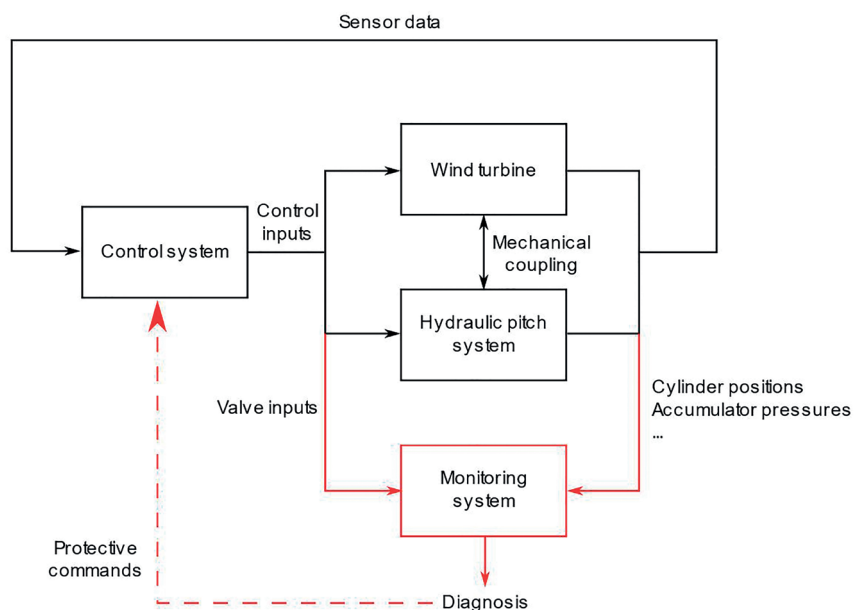 Sensor data
Wind turbine
Control
inputs
Control system
Mechanical
coupling
Hydraulic pitch
system
Valve inputs
Cylinder positions
Accumulator pressures
...
Monitoring
system
Protective
commands
Diagnosis